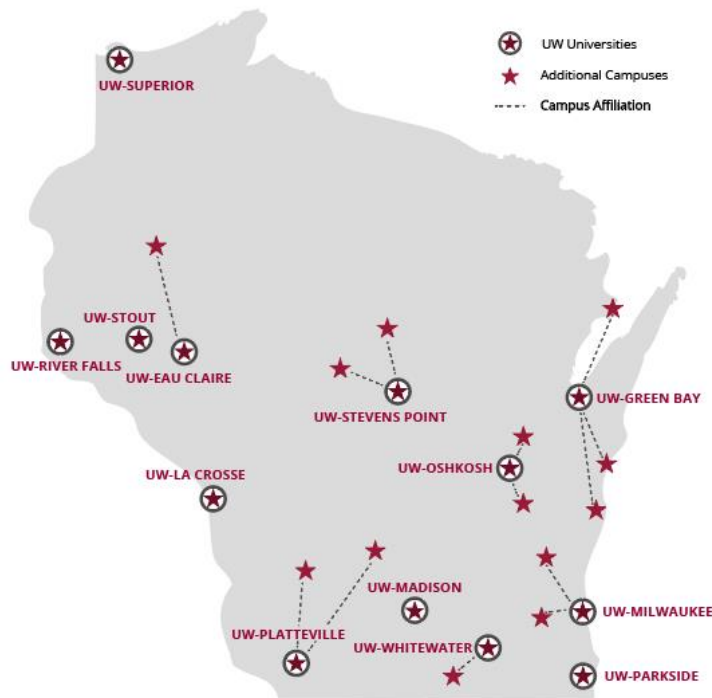 UW Universities
Additional Campuses
Campus Affiliation
UW-SUPERIOR
UW-STOUT
UW-RIVER FALLS
UW-EAU CLAIRE
UW-STEVENS POINT
UW-GREEN BAY
UW-OSHKOSH
UW-LA CROSSE
UW-MADISON
UW-MILWAUKEE
UW-PLATTEVILLE
UW-WHITEWATER
UW-PARKSIDE